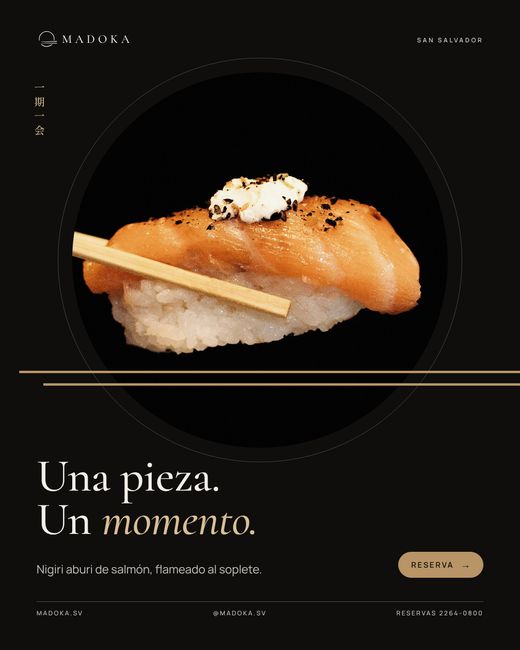 MADOKA
SAN SALVADOR
一期一会
Una pieza.
Un momento.
Nigiri aburi de salmón, flameado al soplete.
RESERVA →
MADOKA.SV
@MADOKA.SV
RESERVAS 2264-0800